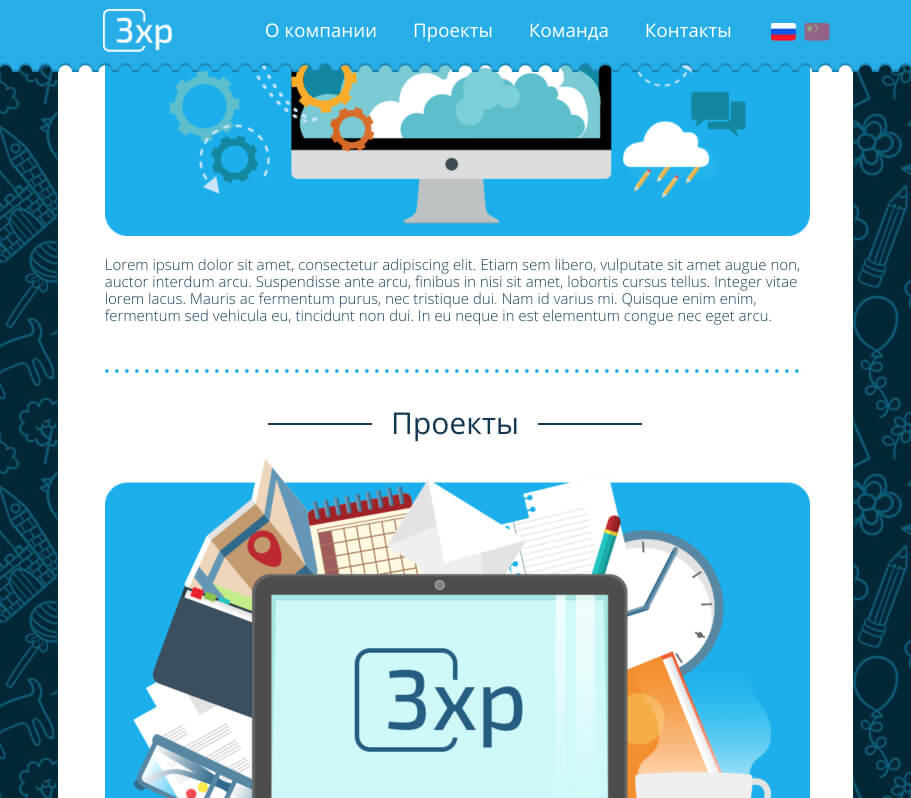 3xp
О компании Проекты Команда Контакты
Lorem ipsum dolor sit amet, consectetur adipiscing elit. Etiam sem libero, vulputate sit amet augue non,
auctor interdum arcu. Suspendisse ante arcu, finibus in nisi sit amet, lobortis cursus tellus. Integer vitae
lorem lacus. Mauris ac fermentum purus, nec tristique dui. Nam id varius mi. Quisque enim enim,
fermentum sed vehicula eu, tincidunt non dui. In eu neque in est elementum congue nec eget arcu.
Проекты
3xp